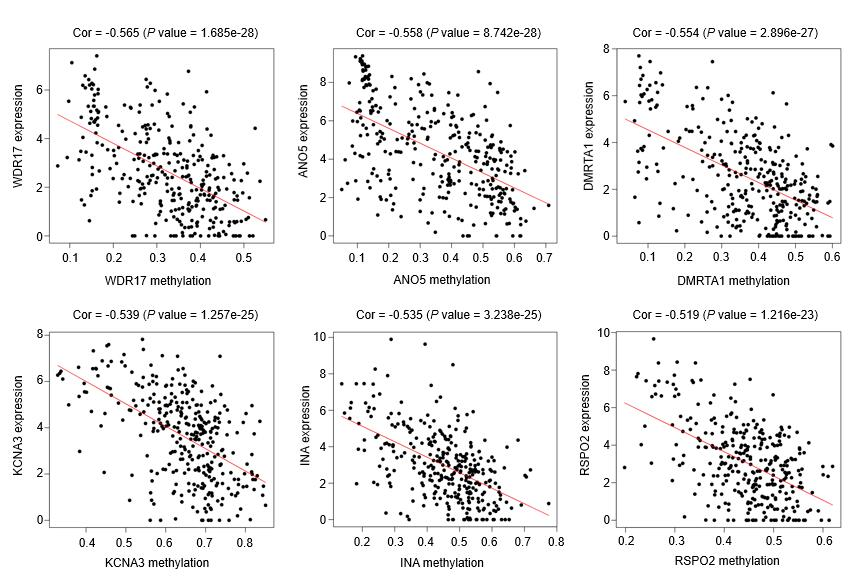 Cor = -0.565 (P value = 1.685e-28)
WDR17 expression
6
4
2
0
0.1 0.2 0.3 0.4 0.5
WDR17 methylation
Cor = -0.558 (P value = 8.742e-28)
ANO5 expression
8
6
4
2
0
0.1 0.2 0.3 0.4 0.5 0.6 0.7
ANO5 methylation
Cor = -0.554 (P value = 2.896e-27)
DMRTA1 expression
8
6
4
2
0
0.1 0.2 0.3 0.4 0.5 0.6
DMRTA1 methylation
Cor = -0.539 (P value = 1.257e-25)
KCNA3 expression
8
6
4
2
0
0.4 0.5 0.6 0.7 0.8
KCNA3 methylation
Cor = -0.535 (P value = 3.238e-25)
INA expression
10
8
6
4
2
0
0.2 0.3 0.4 0.5 0.6 0.7 0.8
INA methylation
Cor = -0.519 (P value = 1.216e-23)
RSPO2 expression
10
8
6
4
2
0
0.2 0.3 0.4 0.5 0.6
RSPO2 methylation